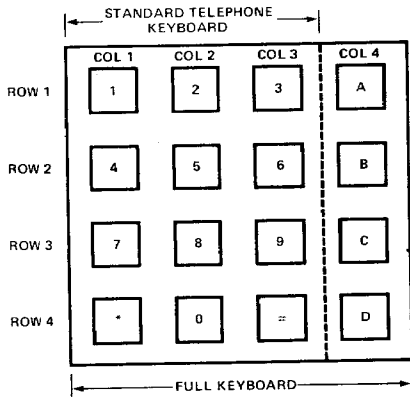 STANDARD TELEPHONE
KEYBOARD
COL 1 COL 2 COL 3 COL 4
ROW 1 1 2 3 A
ROW 2 4 5 6 B
ROW 3 7 8 9 C
ROW 4 * 0 = D
FULL KEYBOARD